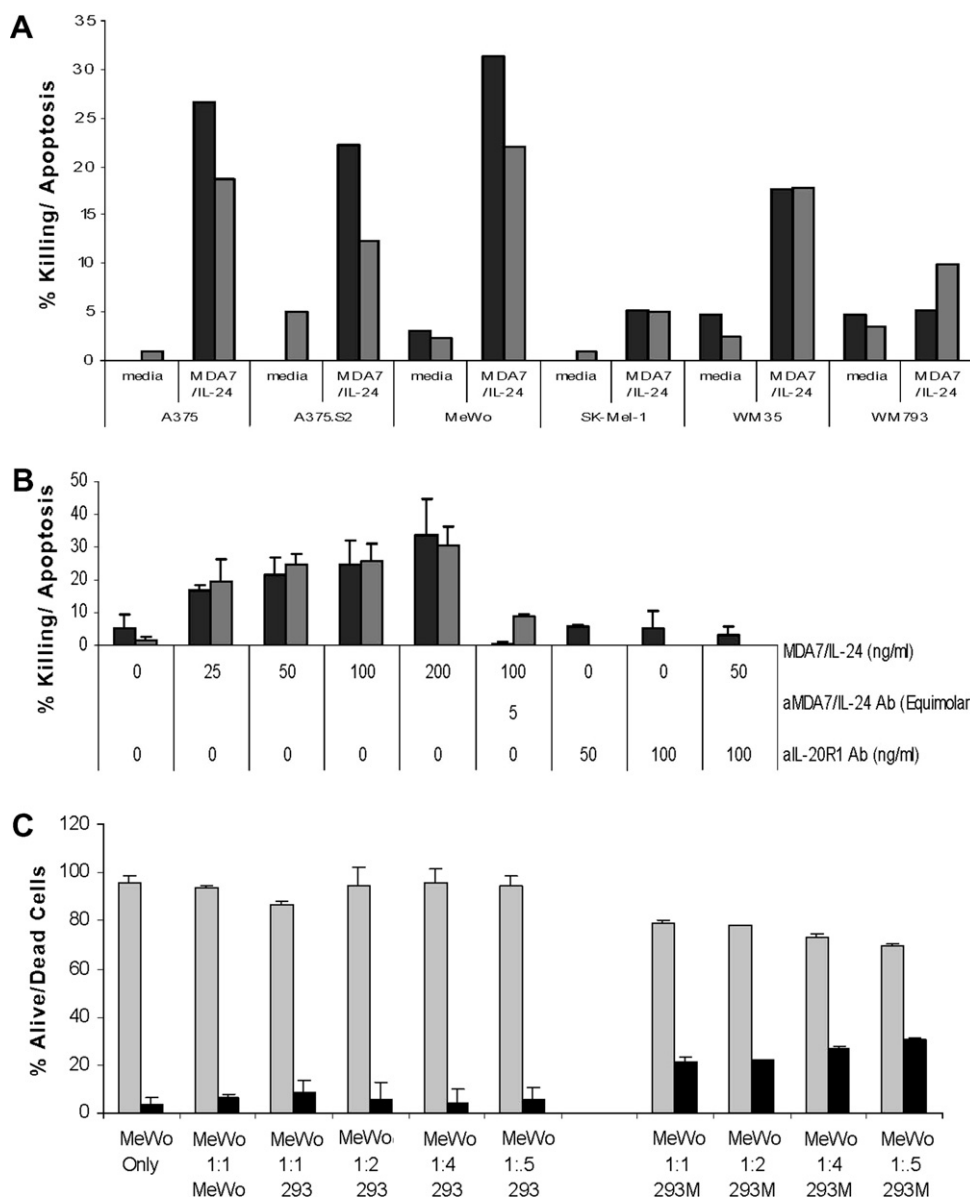 A
% Killing/ Apoptosis
35
30
25
20
15
10
5
0
media MDA7 media MDA7 media MDA7 media MDA7 media MDA7 media MDA7
/IL-24 /IL-24 /IL-24 /IL-24 /IL-24 /IL-24
A375 A375.S2 MeWo SK-Mel-1 WM35 WM793
B
% Killing/ Apoptosis
50
40
30
20
10
0
0 25 50 100 200 100 0 0 50 MDA7/IL-24 (ng/ml)
5 aMDA7/IL-24 Ab (Equimolar
0 0 0 0 0 0 50 100 100 aIL-20R1 Ab (ng/ml)
C
% Alive/Dead Cells
120
100
80
60
40
20
0
MeWo MeWo MeWo MeWo MeWo MeWo MeWo MeWo MeWo MeWo
Only 1:1 1:1 1:2 1:4 1:.5 1:1 1:2 1:4 1:.5
MeWo 293 293 293 293 293M 293M 293M 293M